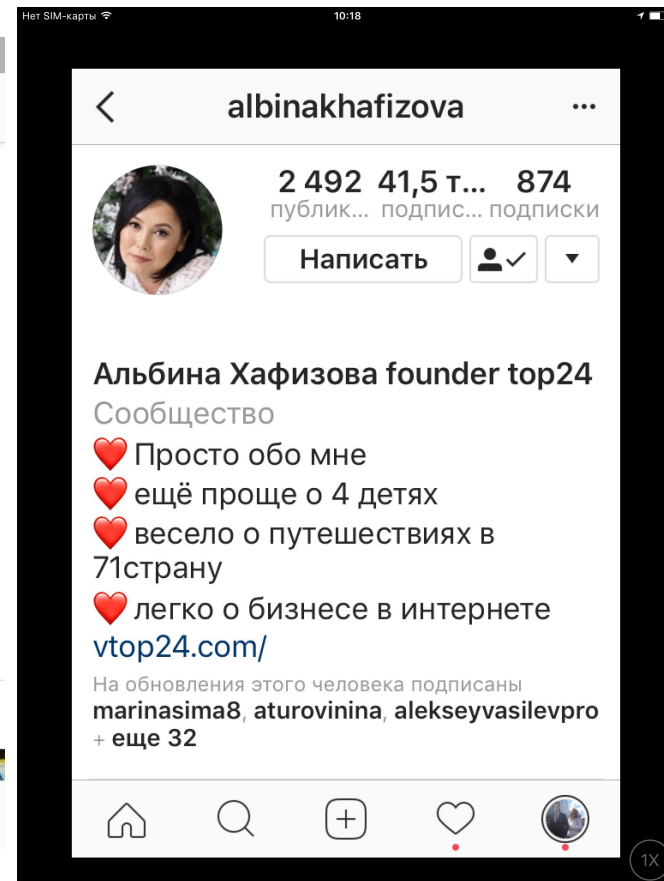 Нет SIM-карты 10:18
albinakhafizova ...
2 492 41,5 т... 874
публик... подпис... подписки
Написать
Альбина Хафизова founder top24
Сообщество
❤️Просто обо мне
❤️ещё проще о 4 детях
❤️весело о путешествиях в
71страну
❤️легко о бизнесе в интернете
vtop24.com/
На обновления этого человека подписаны
marinasima8, aturovinina, alekseyvasilevpro
+ еще 32
1X